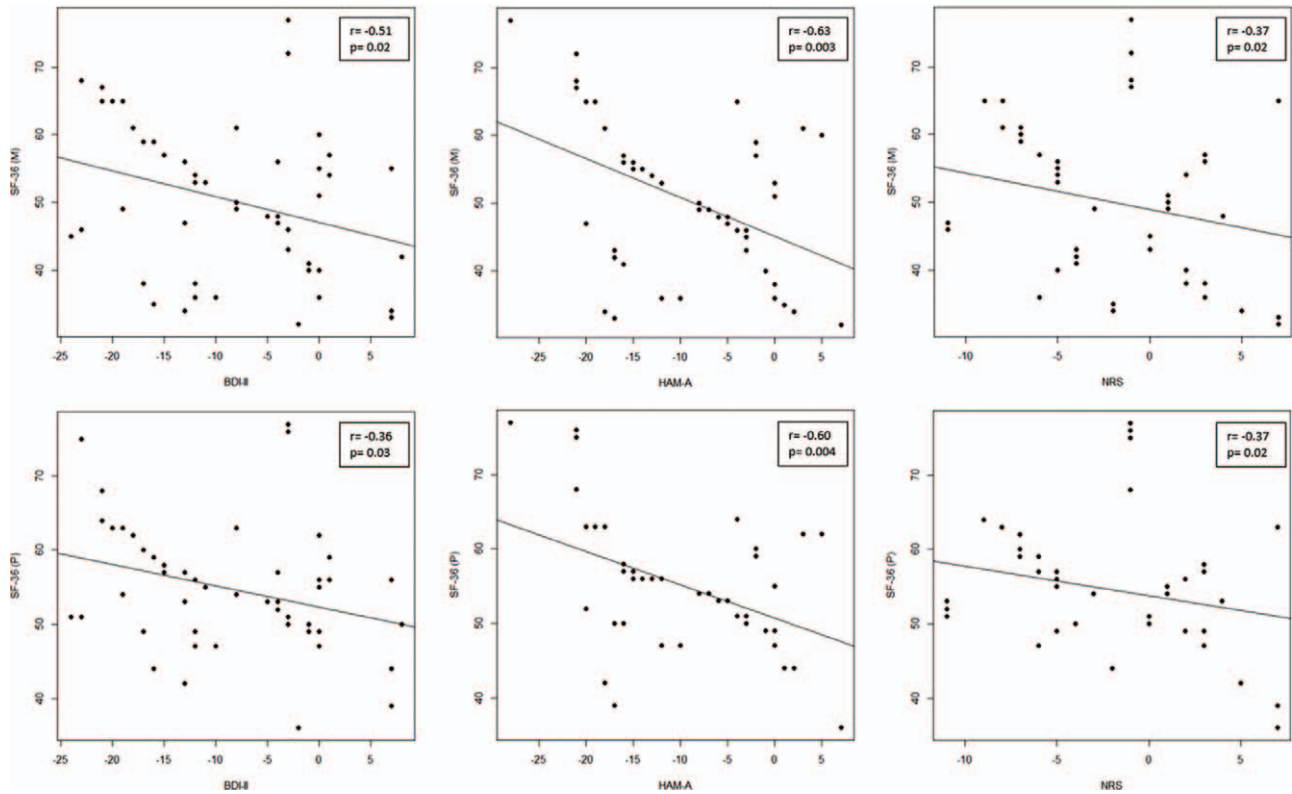 r= -0.51
p= 0.02
SF-36 (M)
70
60
50
40
-25 -20 -15 -10 -5 0 5
BDI-II
r= -0.63
p= 0.003
SF-36 (M)
70
60
50
40
-25 -20 -15 -10 -5 0 5
HAM-A
r= -0.37
p= 0.02
SF-36 (M)
70
60
50
40
-10 -5 0 5
NRS
r= -0.36
p= 0.03
SF-36 (P)
70
60
50
40
-25 -20 -15 -10 -5 0 5
BDI-II
r= -0.60
p= 0.004
SF-36 (P)
70
60
50
40
-25 -20 -15 -10 -5 0 5
HAM-A
r= -0.37
p= 0.02
SF-36 (P)
70
60
50
40
-10 -5 0 5
NRS